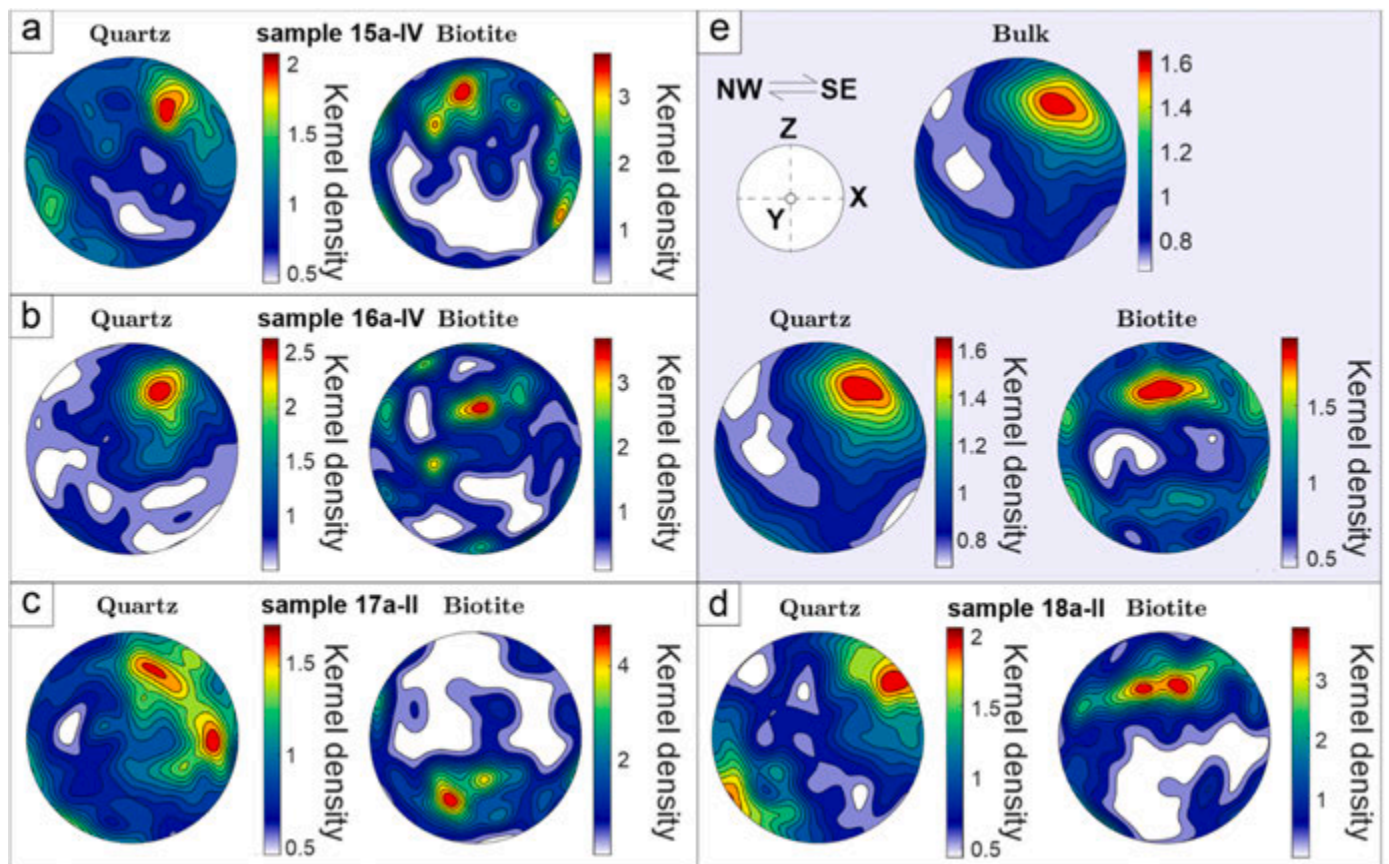 a
Quartz
sample 15a-IV
Biotite
2
1.5
1
0.5
Kernel density
3
2
1
Kernel density
e
Bulk
NW
SE
Z
X
Y
1.6
1.4
1.2
1
0.8
Kernel density
b
Quartz
sample 16a-IV
Biotite
2.5
2
1.5
1
Kernel density
3
2
1
Kernel density
Quartz
1.6
1.4
1.2
1
0.8
Kernel density
Biotite
1.5
1
0.5
Kernel density
c
Quartz
sample 17a-II
Biotite
1.5
1
0.5
Kernel density
4
2
Kernel density
d
Quartz
sample 18a-II
Biotite
2
1.5
1
0.5
Kernel density
3
2
1
Kernel density